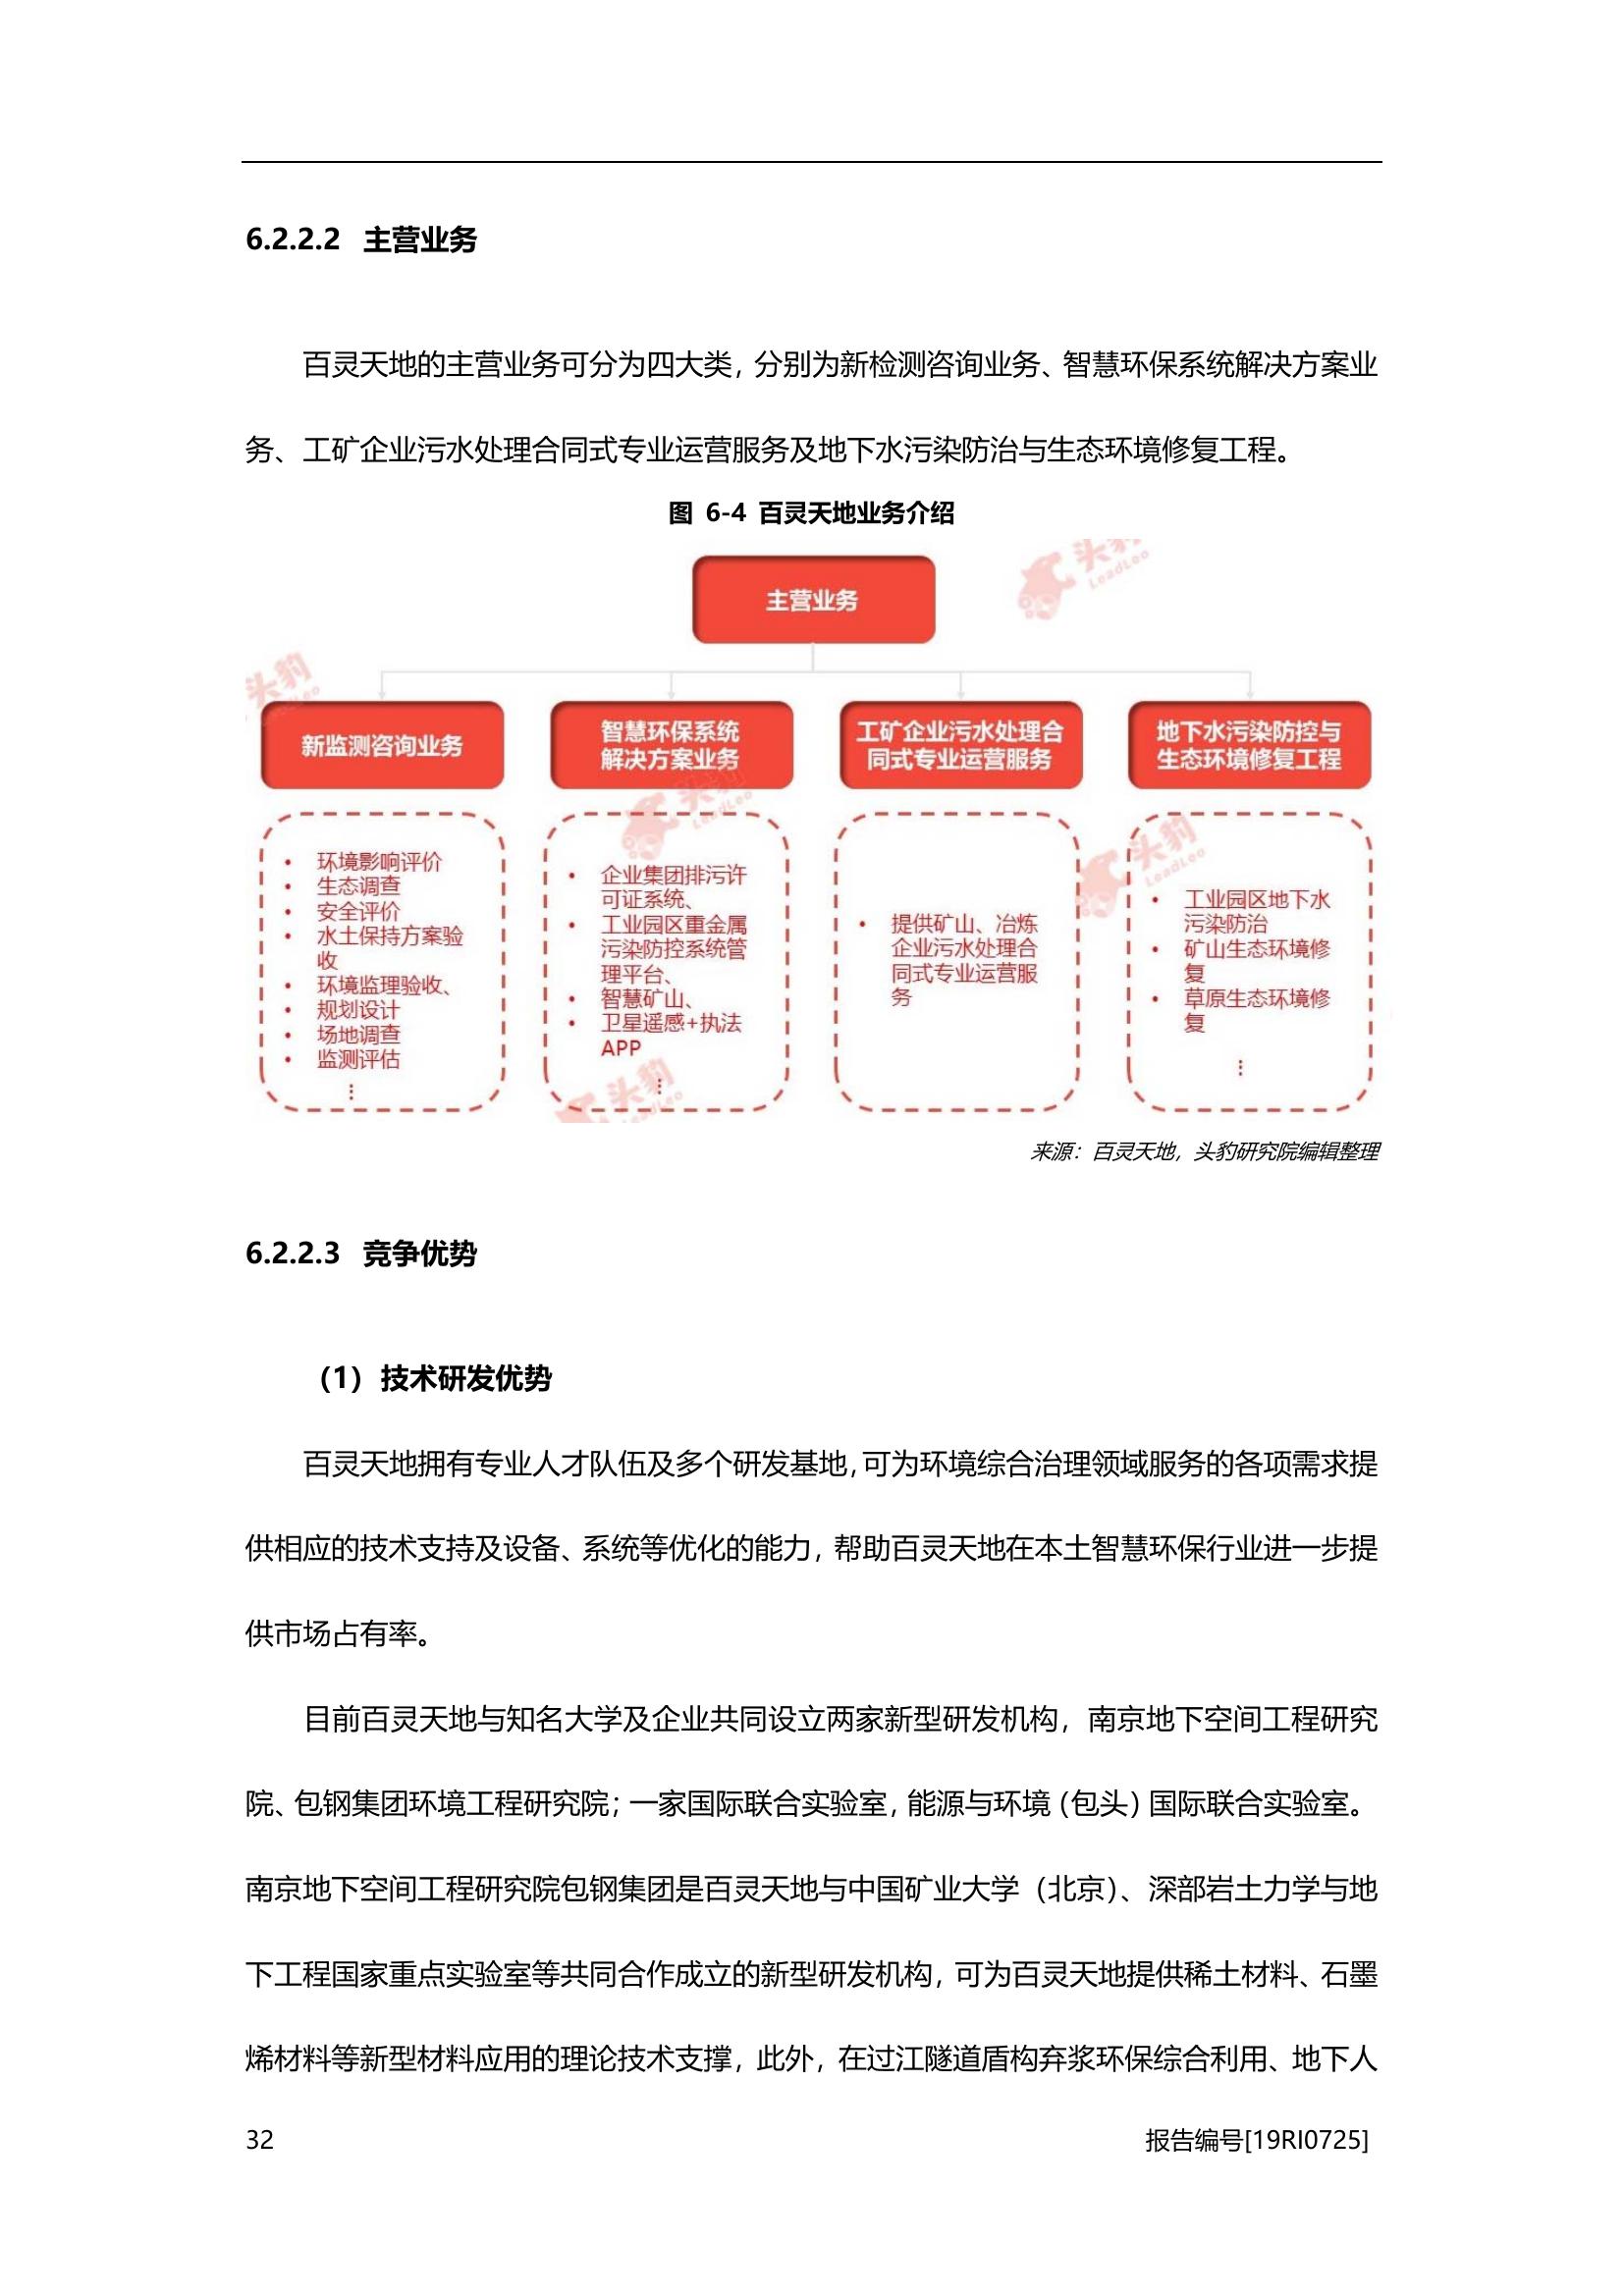 6.2.2.2 主营业务
百灵天地的主营业务可分为四大类，分别为新检测咨询业务、智慧环保系统解决方案业
务、工矿企业污水处理合同式专业运营服务及地下水污染防治与生态环境修复工程。
图 6-4 百灵天地业务介绍
头豹
LeadLeo
主营业务
头豹
LeadLeo
新监测咨询业务
智慧环保系统
解决方案业务
工矿企业污水处理合
同式专业运营服务
地下水污染防控与
生态环境修复工程
• 环境影响评价
• 生态调查
• 安全评价
• 水土保持方案验
收
• 环境监理验收、
• 规划设计
• 场地调查
• 监测评估
⋮
头豹
LeadLeo
• 企业集团排污许
可证系统、
• 工业园区重金属
污染防控系统管
理平台、
• 智慧矿山、
• 卫星遥感+执法
APP
⋮
头豹
LeadLeo
• 提供矿山、冶炼
企业污水处理合
同式专业运营服
务
头豹
LeadLeo
• 工业园区地下水
污染防治
• 矿山生态环境修
复
• 草原生态环境修
复
⋮
来源：百灵天地，头豹研究院编辑整理
6.2.2.3 竞争优势
（1）技术研发优势
百灵天地拥有专业人才队伍及多个研发基地，可为环境综合治理领域服务的各项需求提
供相应的技术支持及设备、系统等优化的能力，帮助百灵天地在本土智慧环保行业进一步提
供市场占有率。
目前百灵天地与知名大学及企业共同设立两家新型研发机构，南京地下空间工程研究
院、包钢集团环境工程研究院；一家国际联合实验室，能源与环境（包头）国际联合实验室。
南京地下空间工程研究院包钢集团是百灵天地与中国矿业大学（北京）、深部岩土力学与地
下工程国家重点实验室等共同合作成立的新型研发机构，可为百灵天地提供稀土材料、石墨
烯材料等新型材料应用的理论技术支撑，此外，在过江隧道盾构弃浆环保综合利用、地下人
32
报告编号[19RI0725]